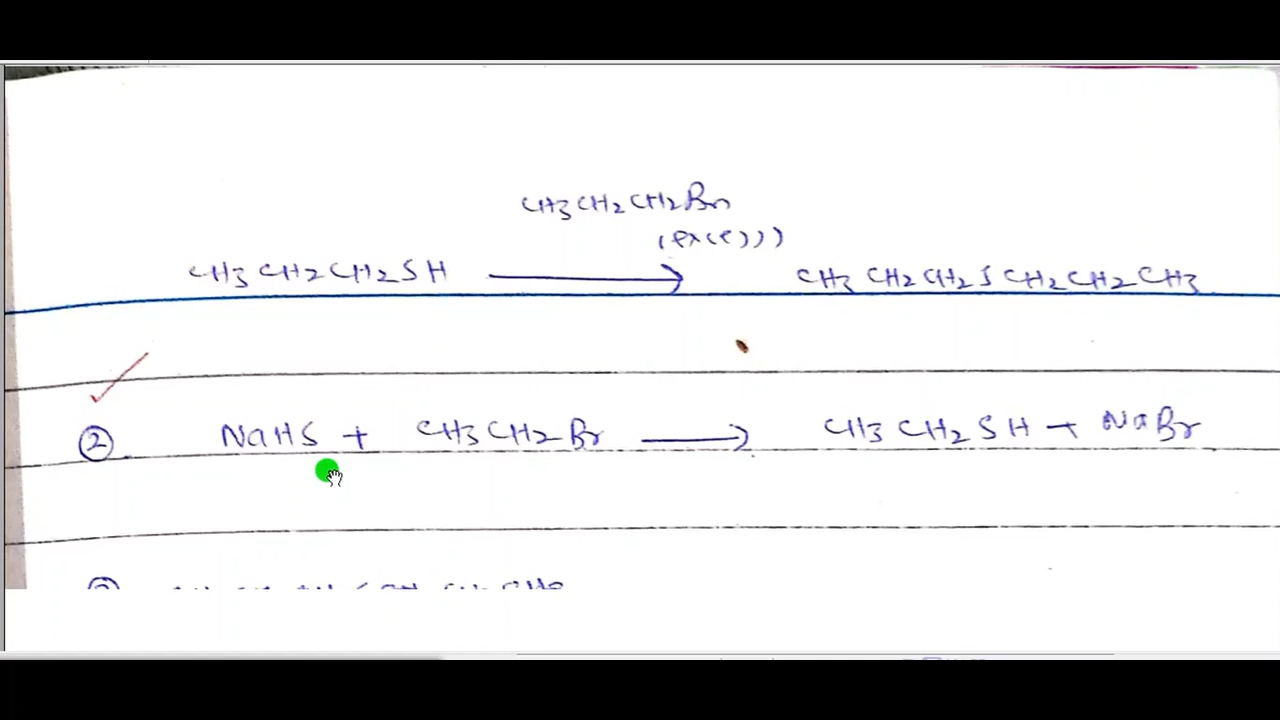 CH3CH2CH2Br
(excess)
CH3CH2CH2SH ⟶ CH3CH2CH2SCH2CH2CH3
② NaHS + CH3CH2Br ⟶ CH3CH2SH + NaBr